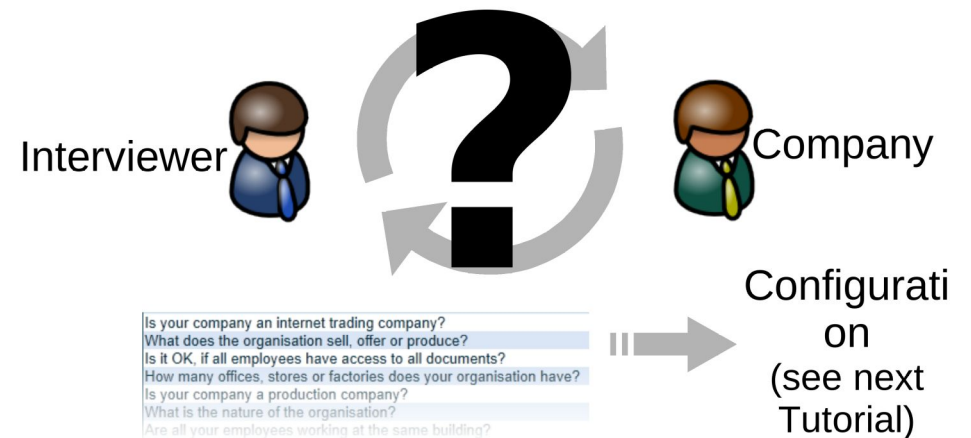 ?
Interviewer
Company
Is your company an internet trading company?
What does the organisation sell, offer or produce?
Is it OK, if all employees have access to all documents?
How many offices, stores or factories does your organisation have?
Is your company a production company?
What is the nature of the organisation?
Are all your employees working at the same building?
Configurati
on
(see next
Tutorial)